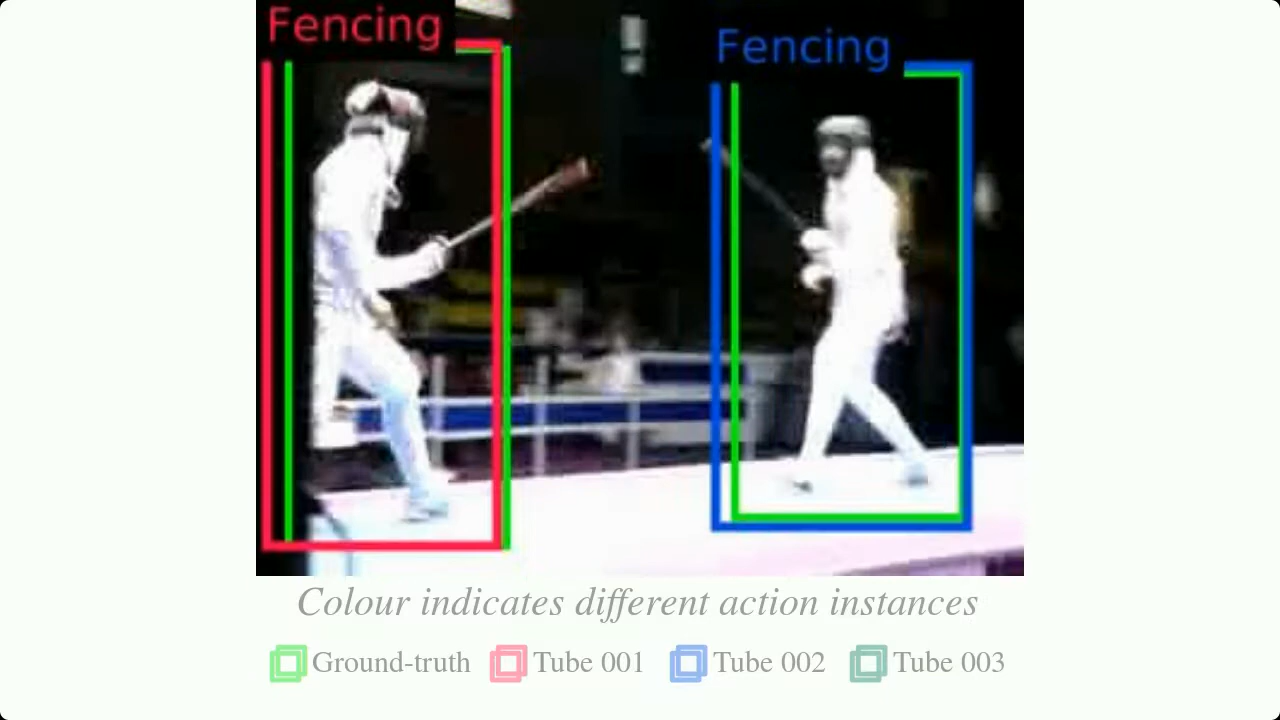 Fencing
Fencing
Colour indicates different action instances
Ground-truth Tube 001 Tube 002 Tube 003